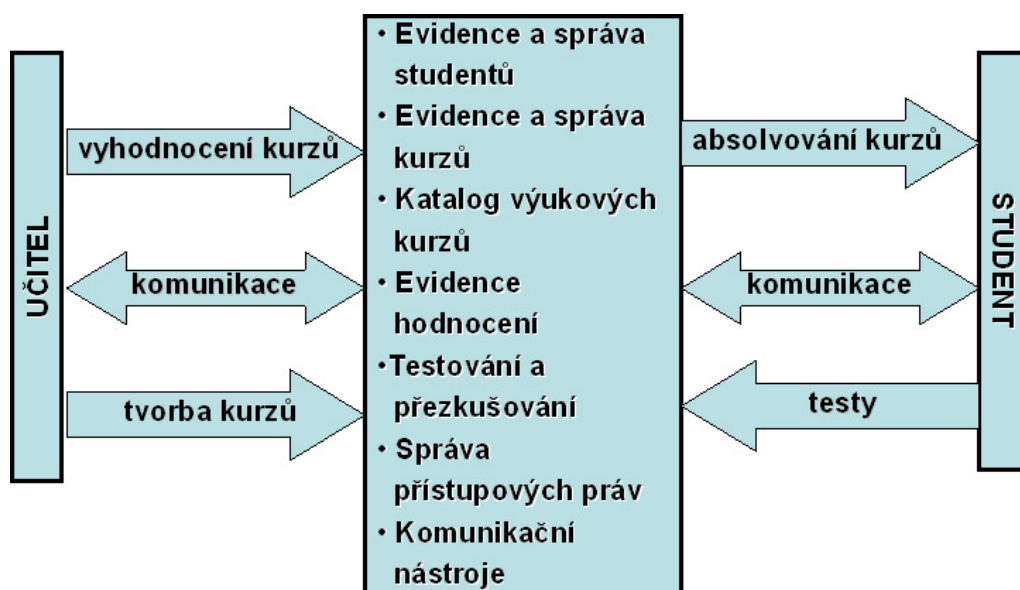 UČITEL
vyhodnocení kurzů
komunikace
tvorba kurzů
• Evidence a správa
studentů
• Evidence a správa
kurzů
• Katalog výukových
kurzů
• Evidence
hodnocení
•Testování a
přezkušování
• Správa
přístupových práv
• Komunikační
nástroje
absolvování kurzů
komunikace
testy
STUDENT